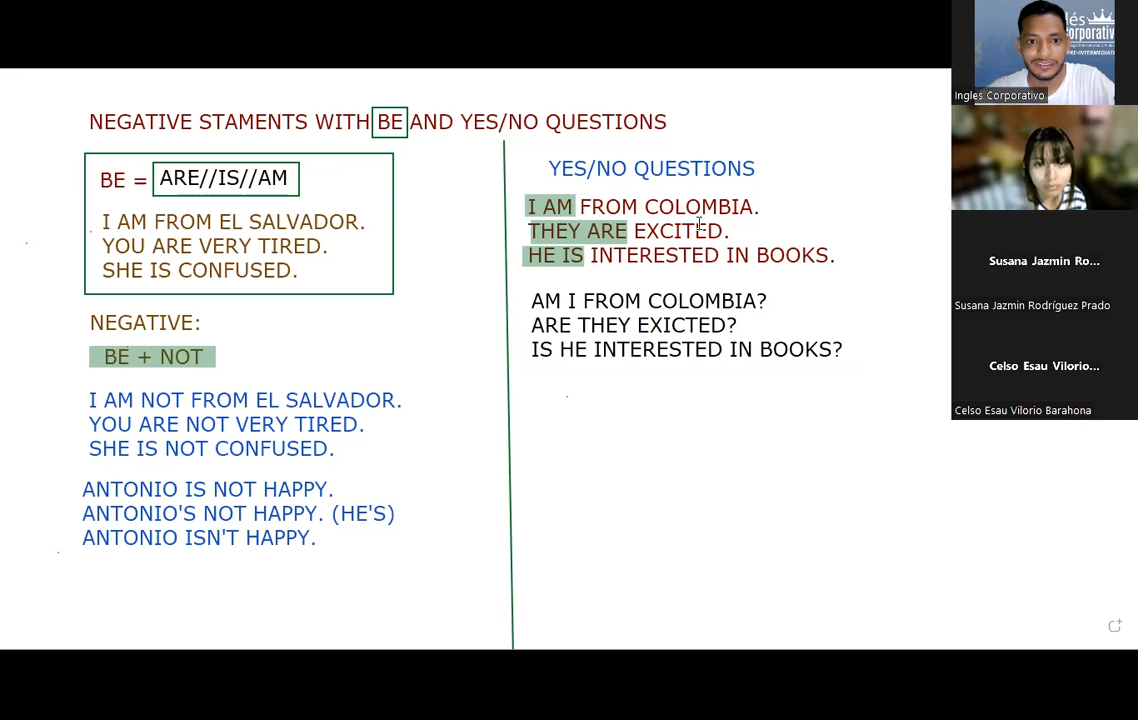 NEGATIVE STAMENTS WITH BE AND YES/NO QUESTIONS
BE = ARE//IS//AM
I AM FROM EL SALVADOR.
YOU ARE VERY TIRED.
SHE IS CONFUSED.
NEGATIVE:
BE + NOT
I AM NOT FROM EL SALVADOR.
YOU ARE NOT VERY TIRED.
SHE IS NOT CONFUSED.
ANTONIO IS NOT HAPPY.
ANTONIO'S NOT HAPPY. (HE'S)
ANTONIO ISN'T HAPPY.
YES/NO QUESTIONS
I AM FROM COLOMBIA.
THEY ARE EXCITED.
HE IS INTERESTED IN BOOKS.
AM I FROM COLOMBIA?
ARE THEY EXICTED?
IS HE INTERESTED IN BOOKS?
Ingles Corporativo
Susana Jazmin Ro...
Susana Jazmin Rodríguez Prado
Celso Esau Vilorio...
Celso Esau Vilorio Barahona